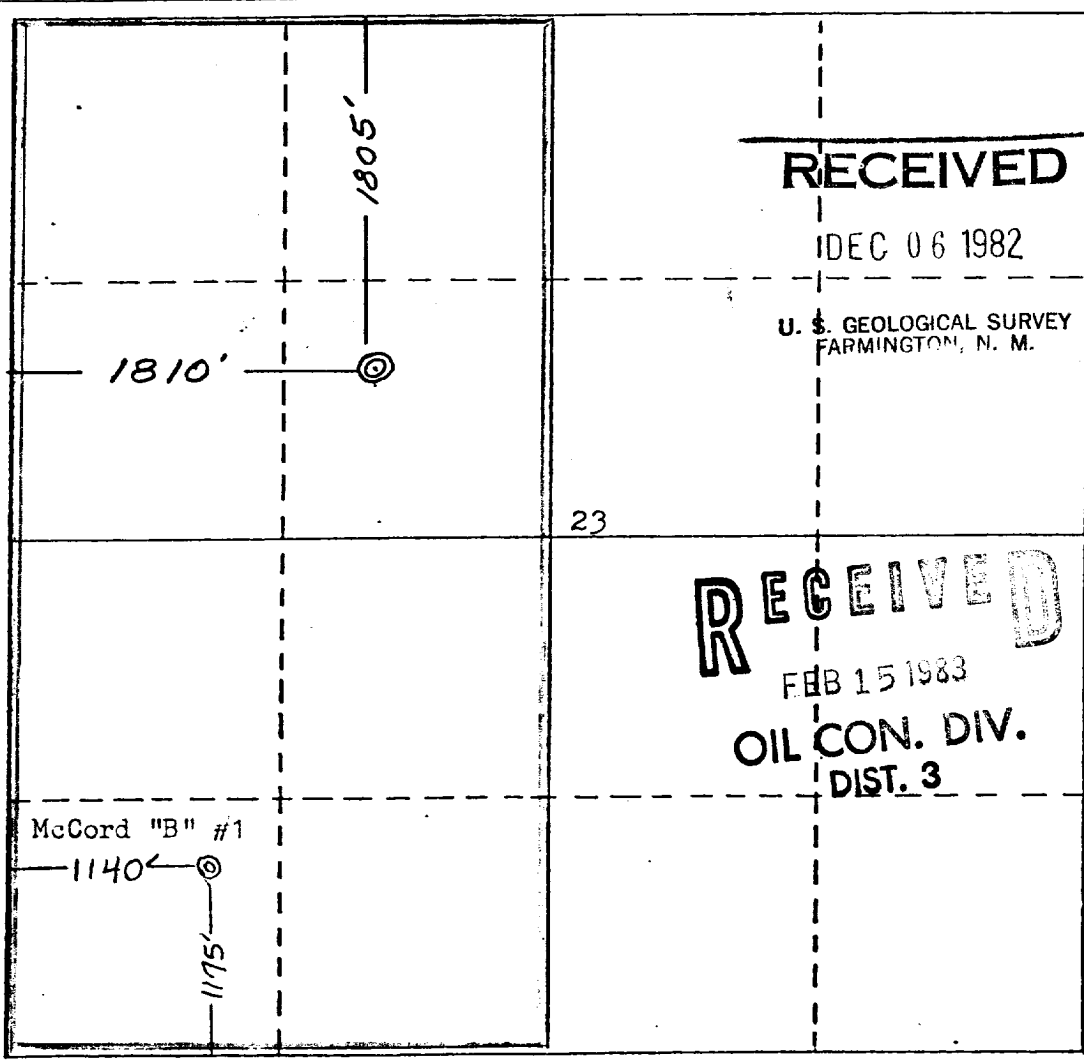 1805'
RECEIVED
DEC 06 1982
U. S. GEOLOGICAL SURVEY
FARMINGTON, N. M.
1810'
23
RECEIVED
FEB 15 1983
OIL CON. DIV.
DIST. 3
McCord "B" #1
1140'
1175'